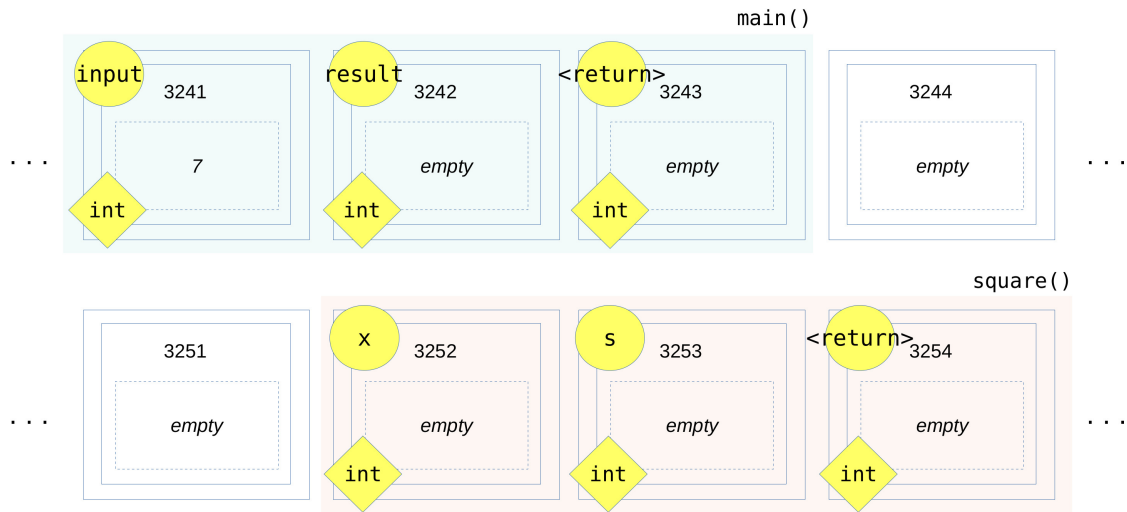 main()
input
result
<return>
3241
3242
3243
3244
...
7
empty
empty
empty
...
int
int
int
square()
x
s
<return>
3251
3252
3253
3254
...
empty
empty
empty
empty
...
int
int
int